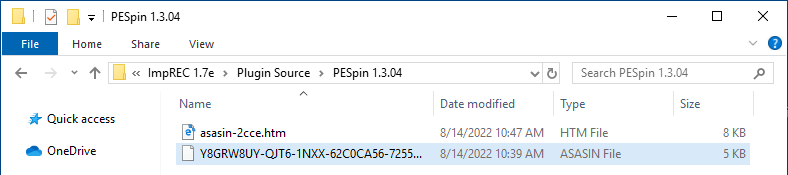 PESpin 1.3.04
File Home Share View
« ImpREC 1.7e > Plugin Source > PESpin 1.3.04 Search PESpin 1.3.04
Name Date modified Type Size
Quick access
asasin-2cce.htm 8/14/2022 10:47 AM HTM File 8 KB
OneDrive
Y8GRW8UY-QJT6-1NXX-62C0CA56-7255... 8/14/2022 10:39 AM ASASIN File 5 KB